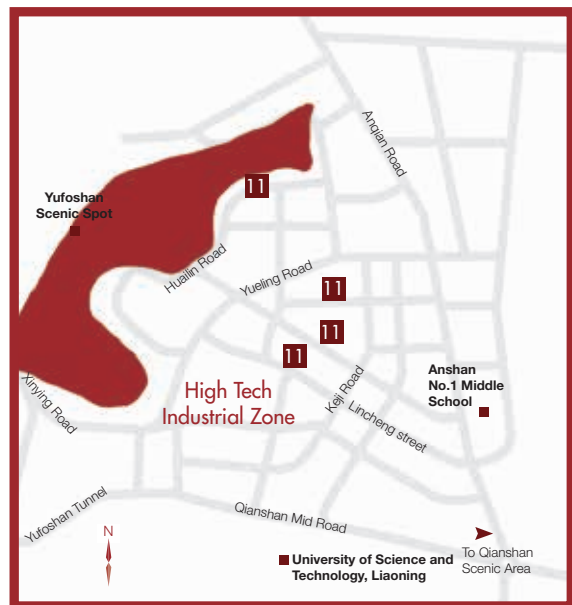 Anqian Road
11
Yufoshan
Scenic Spot
Huailin Road
Yueling Road
11
11
11
Anshan
No.1 Middle
School
High Tech
Industrial Zone
Keji Road
Xinying Road
Lincheng street
Yufoshan Tunnel
Qianshan Mid Road
N
To Qianshan
Scenic Area
University of Science and
Technology, Liaoning